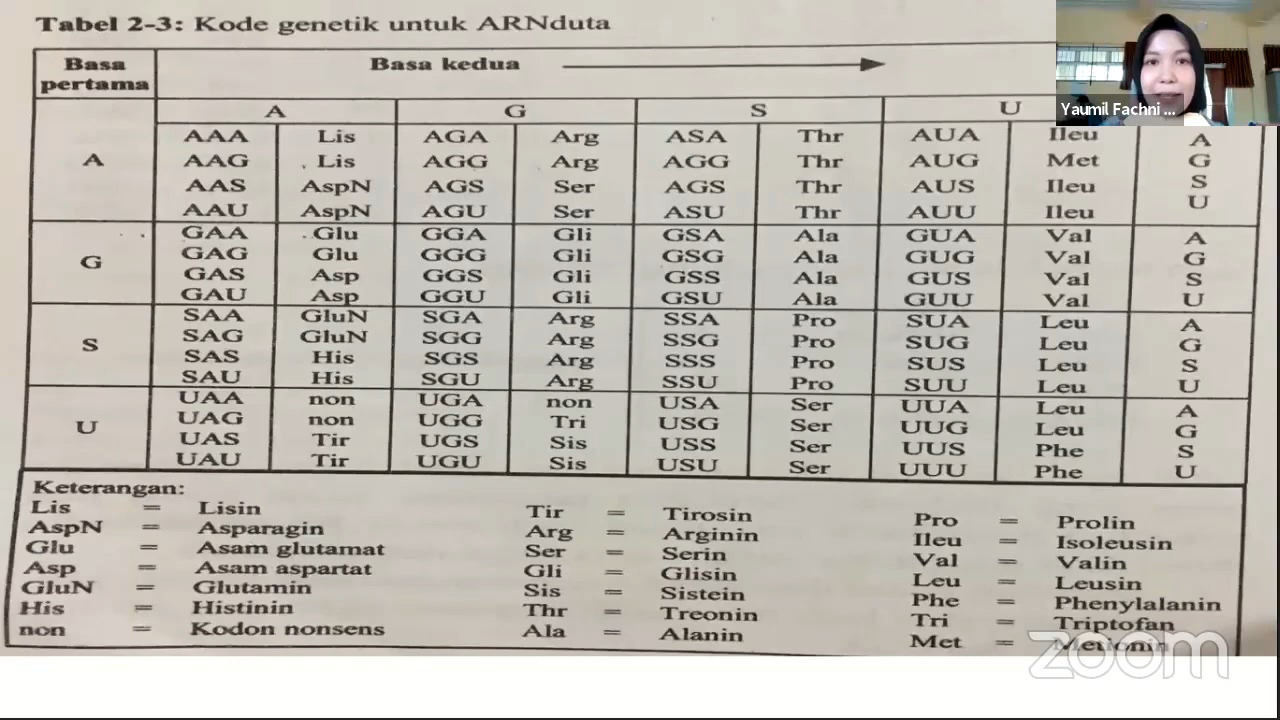 Tabel 2-3: Kode genetik untuk ARNduta
Basa pertama Basa kedua
A G S U
Yaumil Fachni ...
A AAA Lis AGA Arg ASA Thr AUA Ileu A
AAG Lis AGG Arg AGG Thr AUG Met G
AAS AspN AGS Ser AGS Thr AUS Ileu S
AAU AspN AGU Ser ASU Thr AUU Ileu U
G GAA Glu GGA Gli GSA Ala GUA Val A
GAG Glu GGG Gli GSG Ala GUG Val G
GAS Asp GGS Gli GSS Ala GUS Val S
GAU Asp GGU Gli GSU Ala GUU Val U
S SAA GluN SGA Arg SSA Pro SUA Leu A
SAG GluN SGG Arg SSG Pro SUG Leu G
SAS His SGS Arg SSS Pro SUS Leu S
SAU His SGU Arg SSU Pro SUU Leu U
U UAA non UGA non USA Ser UUA Leu A
UAG non UGG Tri USG Ser UUG Leu G
UAS Tir UGS Sis USS Ser UUS Phe S
UAU Tir UGU Sis USU Ser UUU Phe U
Keterangan:
Lis = Lisin Tir = Tirosin Pro = Prolin
AspN = Asparagin Arg = Arginin Ileu = Isoleusin
Glu = Asam glutamat Ser = Serin Val = Valin
Asp = Asam aspartat Gli = Glisin Leu = Leusin
GluN = Glutamin Sis = Sistein Phe = Phenylalanin
His = Histinin Thr = Treonin Tri = Triptofan
non = Kodon nonsens Ala = Alanin Met = Metionin
zoom